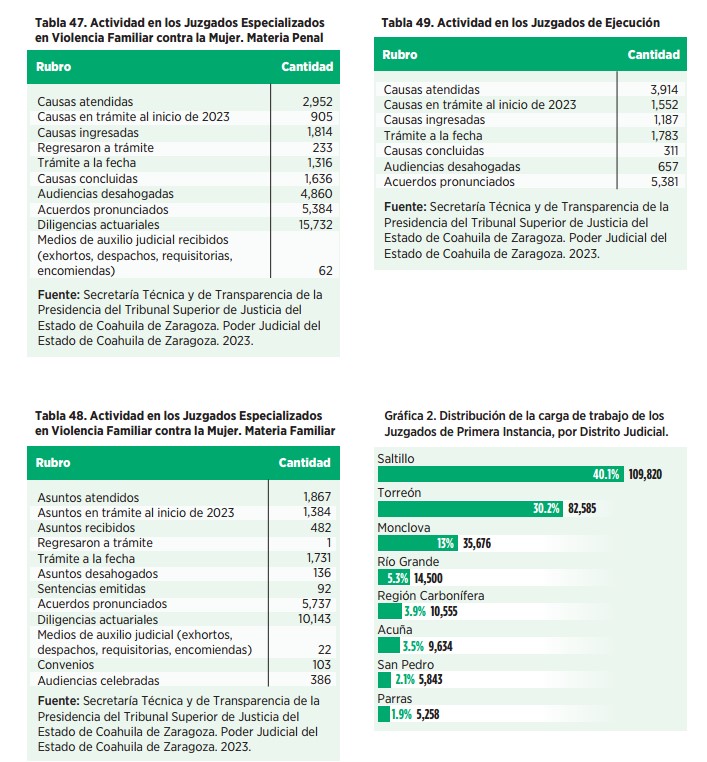 Tabla 47. Actividad en los Juzgados Especializados
en Violencia Familiar contra la Mujer. Materia Penal
Rubro Cantidad
Causas atendidas 2,952
Causas en trámite al inicio de 2023 905
Causas ingresadas 1,814
Regresaron a trámite 233
Trámite a la fecha 1,316
Causas concluidas 1,636
Audiencias desahogadas 4,860
Acuerdos pronunciados 5,384
Diligencias actuariales 15,732
Medios de auxilio judicial recibidos
(exhortos, despachos, requisitorias,
encomiendas) 62
Fuente: Secretaría Técnica y de Transparencia de la
Presidencia del Tribunal Superior de Justicia del
Estado de Coahuila de Zaragoza. Poder Judicial del
Estado de Coahuila de Zaragoza. 2023.
Tabla 49. Actividad en los Juzgados de Ejecución
Rubro Cantidad
Causas atendidas 3,914
Causas en trámite al inicio de 2023 1,552
Causas ingresadas 1,187
Trámite a la fecha 1,783
Causas concluidas 311
Audiencias desahogadas 657
Acuerdos pronunciados 5,381
Fuente: Secretaría Técnica y de Transparencia de la
Presidencia del Tribunal Superior de Justicia del
Estado de Coahuila de Zaragoza. Poder Judicial del
Estado de Coahuila de Zaragoza. 2023.
Tabla 48. Actividad en los Juzgados Especializados
en Violencia Familiar contra la Mujer. Materia Familiar
Rubro Cantidad
Asuntos atendidos 1,867
Asuntos en trámite al inicio de 2023 1,384
Asuntos recibidos 482
Regresaron a trámite 1
Trámite a la fecha 1,731
Asuntos desahogados 136
Sentencias emitidas 92
Acuerdos pronunciados 5,737
Diligencias actuariales 10,143
Medios de auxilio judicial (exhortos,
despachos, requisitorias, encomiendas) 22
Convenios 103
Audiencias celebradas 386
Fuente: Secretaría Técnica y de Transparencia de la
Presidencia del Tribunal Superior de Justicia del
Estado de Coahuila de Zaragoza. Poder Judicial del
Estado de Coahuila de Zaragoza. 2023.
Gráfica 2. Distribución de la carga de trabajo de los
Juzgados de Primera Instancia, por Distrito Judicial.
Saltillo
40.1% 109,820
Torreón
30.2% 82,585
Monclova
13% 35,676
Río Grande
5.3% 14,500
Región Carbonífera
3.9% 10,555
Acuña
3.5% 9,634
San Pedro
2.1% 5,843
Parras
1.9% 5,258